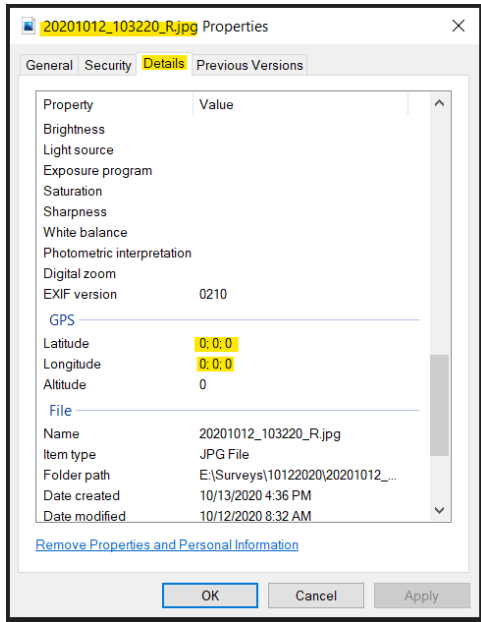 20201012_103220_R.jpg Properties
General Security Details Previous Versions
Property Value
Brightness
Light source
Exposure program
Saturation
Sharpness
White balance
Photometric interpretation
Digital zoom
EXIF version 0210
GPS
Latitude 0; 0; 0
Longitude 0; 0; 0
Altitude 0
File
Name 20201012_103220_R.jpg
Item type JPG File
Folder path E:\Surveys\10122020\20201012_...
Date created 10/13/2020 4:36 PM
Date modified 10/12/2020 8:32 AM
Remove Properties and Personal Information
OK Cancel Apply